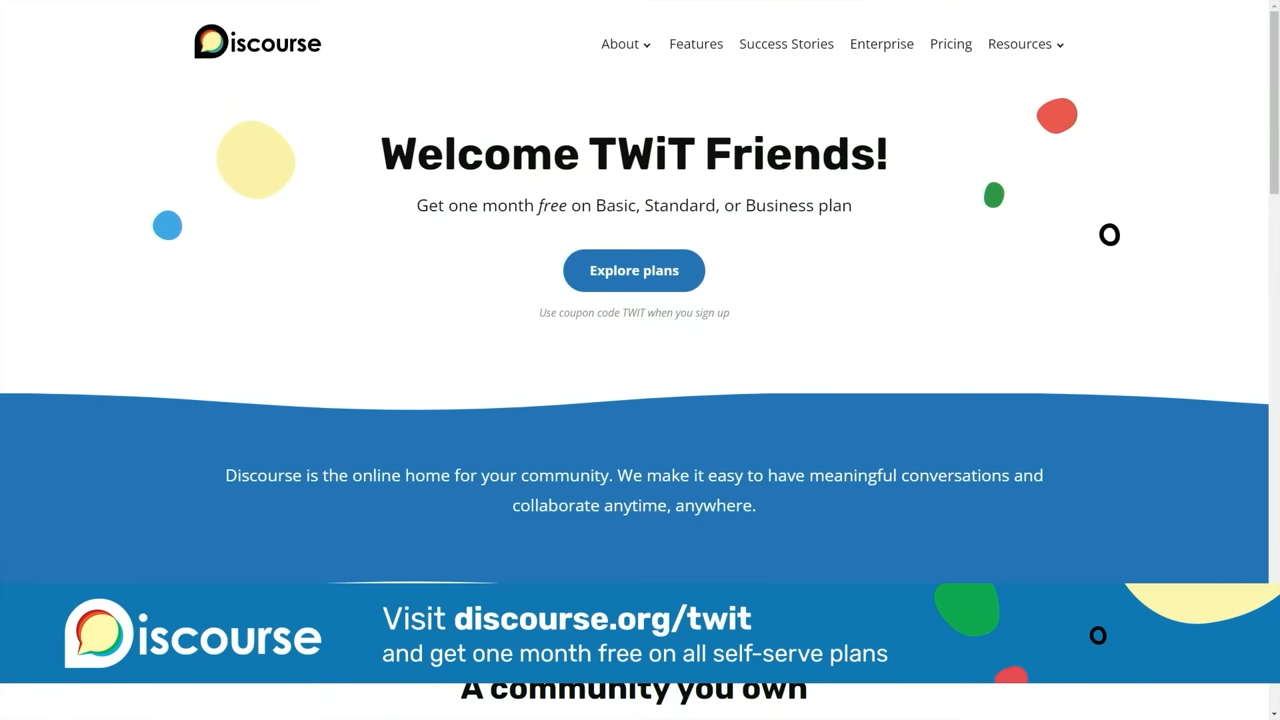 Discourse
About Features Success Stories Enterprise Pricing Resources
Welcome TWiT Friends!
Get one month free on Basic, Standard, or Business plan
Explore plans
Use coupon code TWIT when you sign up
Discourse is the online home for your community. We make it easy to have meaningful conversations and
collaborate anytime, anywhere.
Discourse
Visit discourse.org/twit
and get one month free on all self-serve plans
A community you own